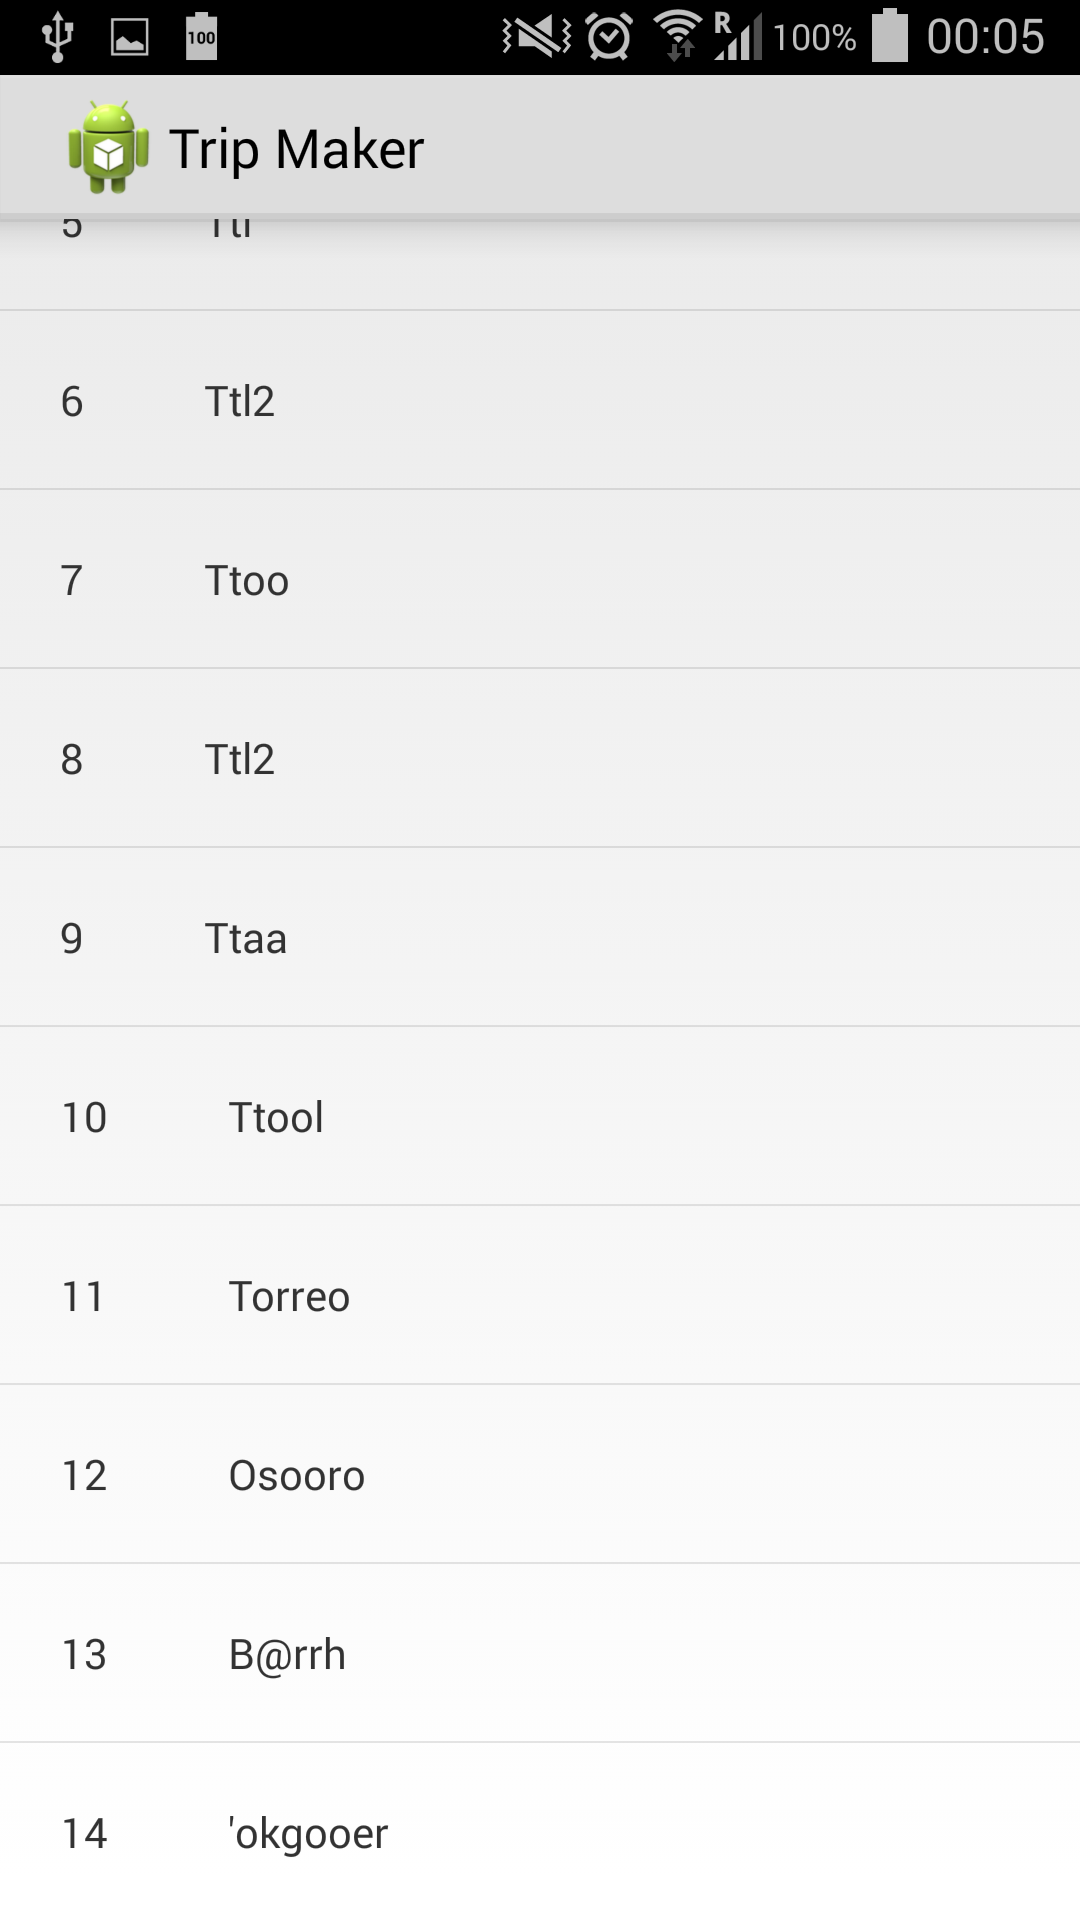 100 R 100% 00:05
Trip Maker
5
6 Ttl2
7 Ttoo
8 Ttl2
9 Ttaa
10 Ttool
11 Torreo
12 Osooro
13 B@rrh
14 'okgooer